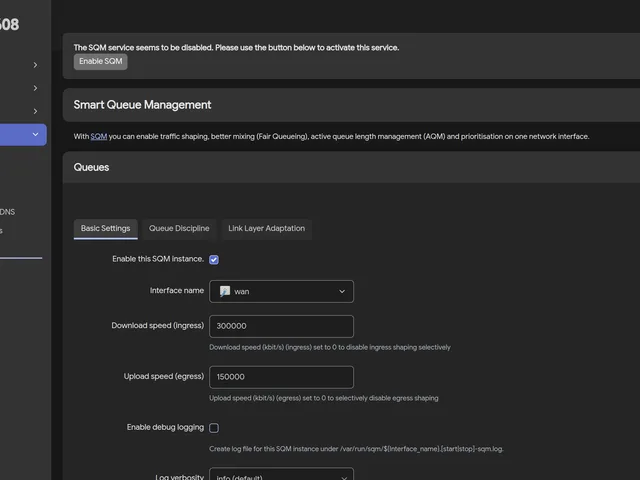 608
The SQM service seems to be disabled. Please use the button below to activate this service.
Enable SQM
Smart Queue Management
With SQM you can enable traffic shaping, better mixing (Fair Queueing), active queue length management (AQM) and prioritisation on one network interface.
Queues
DNS
s
Basic Settings Queue Discipline Link Layer Adaptation
Enable this SQM instance.
Interface name wan
Download speed (ingress) 300000
Download speed (kbit/s) (ingress) set to 0 to disable ingress shaping selectively
Upload speed (egress) 150000
Upload speed (kbit/s) (egress) set to 0 to selectively disable egress shaping
Enable debug logging
Create log file for this SQM instance under /var/run/sqm/${interface_name}.[start|stop]-sqm.log.
Log verbosity info (default)